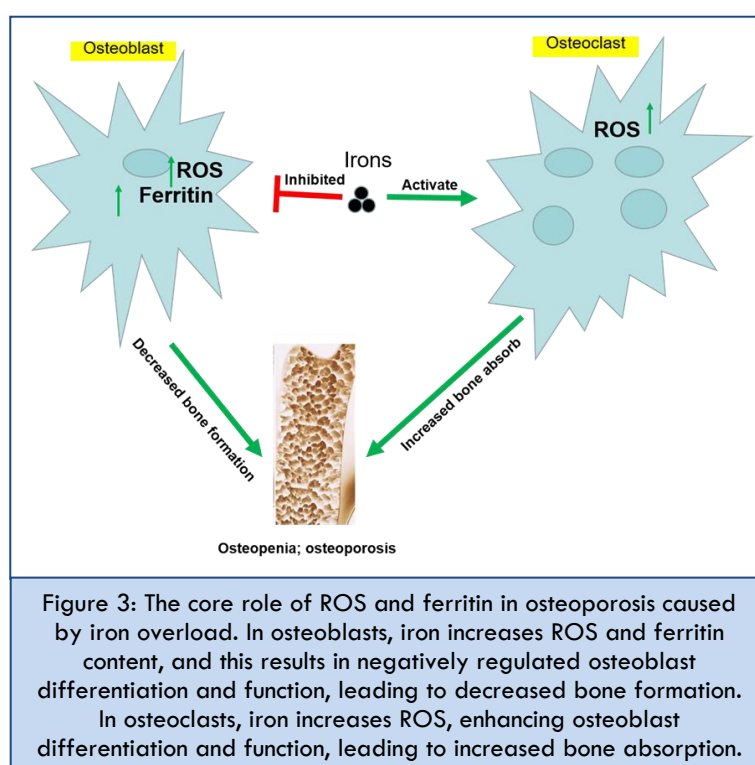 Osteoblast
Osteoclast
ROS
ROS
Ferritin
Irons
Inhibited
Activate
Decreased bone formation
Increased bone absorb
Osteopenia; osteoporosis
Figure 3: The core role of ROS and ferritin in osteoporosis caused
by iron overload. In osteoblasts, iron increases ROS and ferritin
content, and this results in negatively regulated osteoblast
differentiation and function, leading to decreased bone formation.
In osteoclasts, iron increases ROS, enhancing osteoblast
differentiation and function, leading to increased bone absorption.